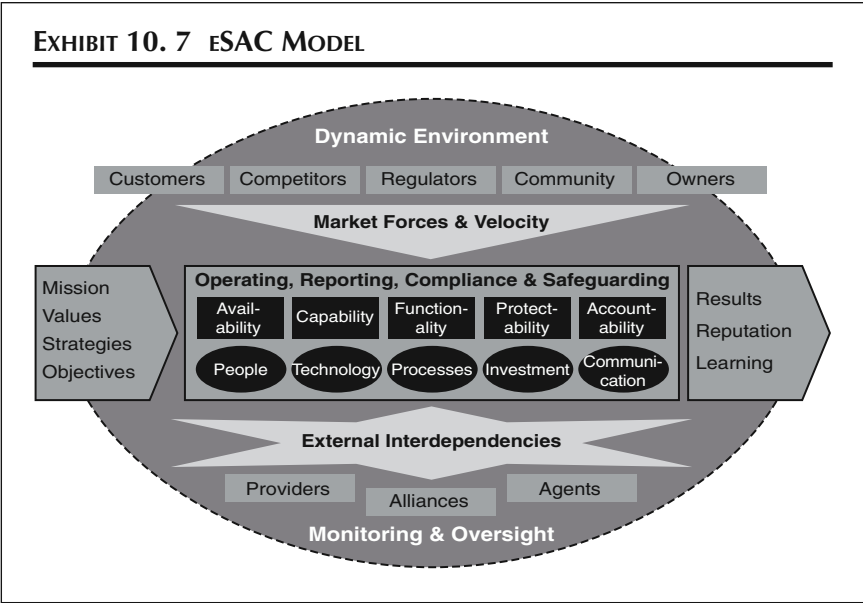 EXHIBIT 10. 7 ESAC MODEL
Dynamic Environment
Customers Competitors Regulators Community Owners
Market Forces & Velocity
Mission
Values
Strategies
Objectives
Operating, Reporting, Compliance & Safeguarding
Avail-
ability
Capability
Function-
ality
Protect-
ability
Account-
ability
People Technology Processes Investment
Communi-
cation
Results
Reputation
Learning
External Interdependencies
Providers
Alliances
Agents
Monitoring & Oversight